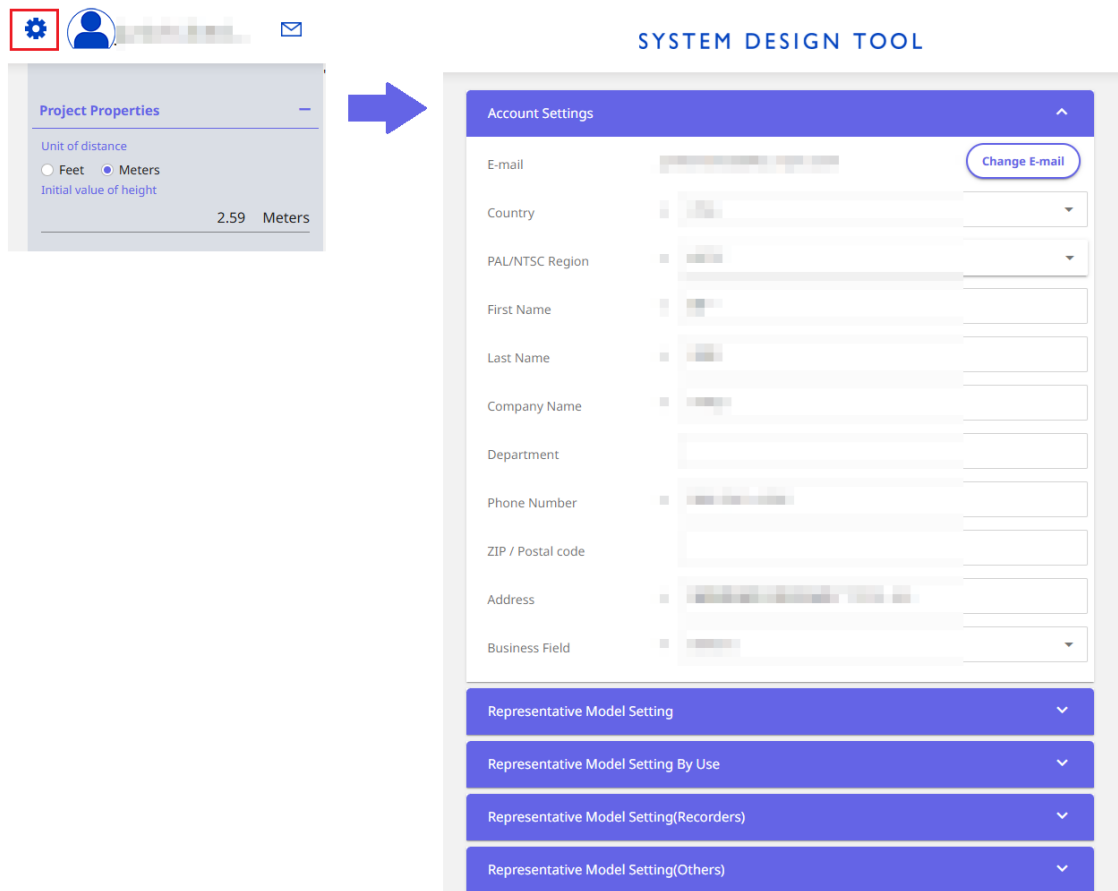 Project Properties
Unit of distance
Feet Meters
Initial value of height
2.59 Meters
SYSTEM DESIGN TOOL
Account Settings
E-mail
Change E-mail
Country
PAL/NTSC Region
First Name
Last Name
Company Name
Department
Phone Number
ZIP / Postal code
Address
Business Field
Representative Model Setting
Representative Model Setting By Use
Representative Model Setting(Recorders)
Representative Model Setting(Others)